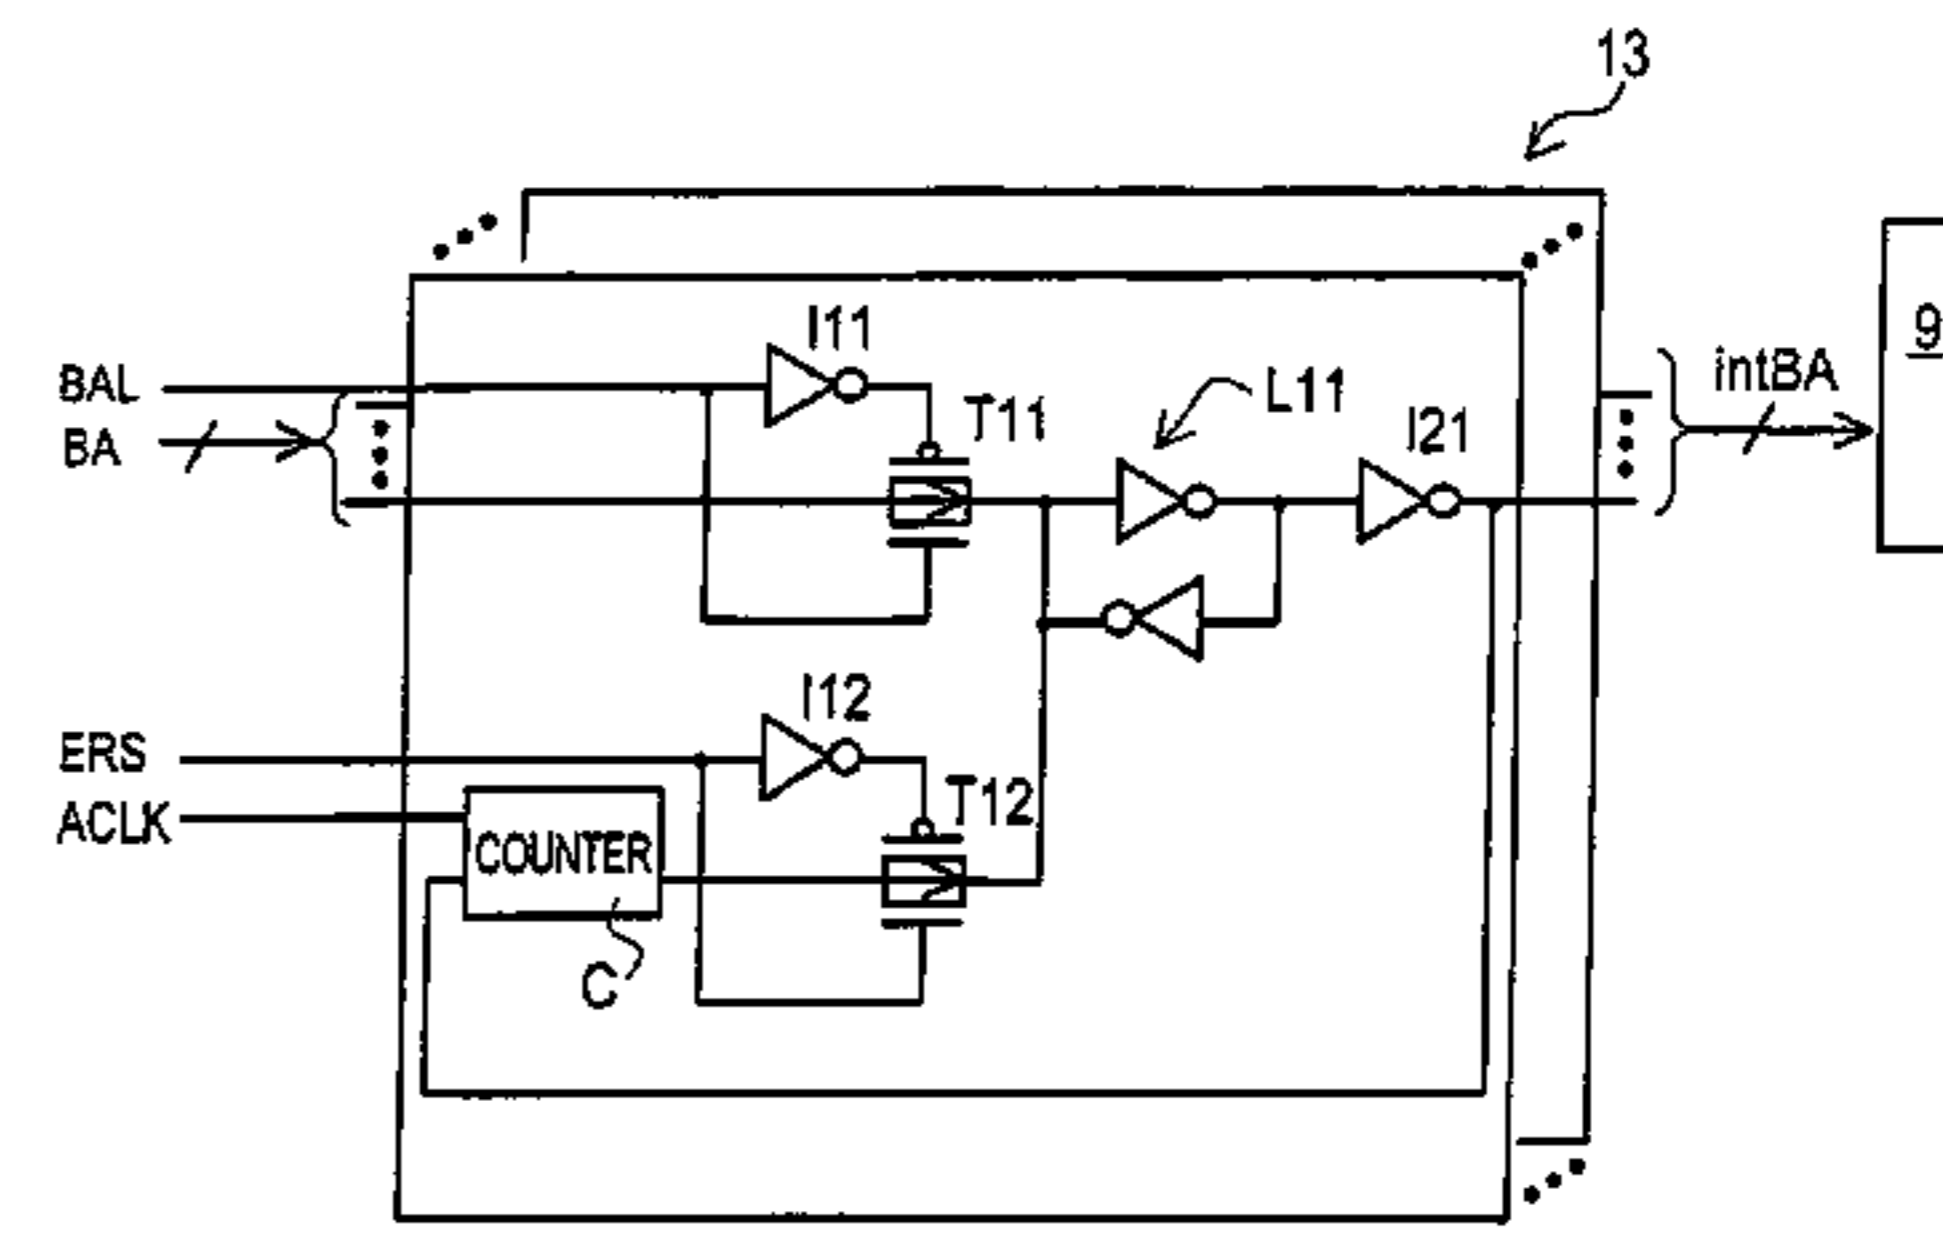 13
I11
BAL
T11
L11
intBA
9
BA
I21
I12
ERS
T12
ACLK
COUNTER
C